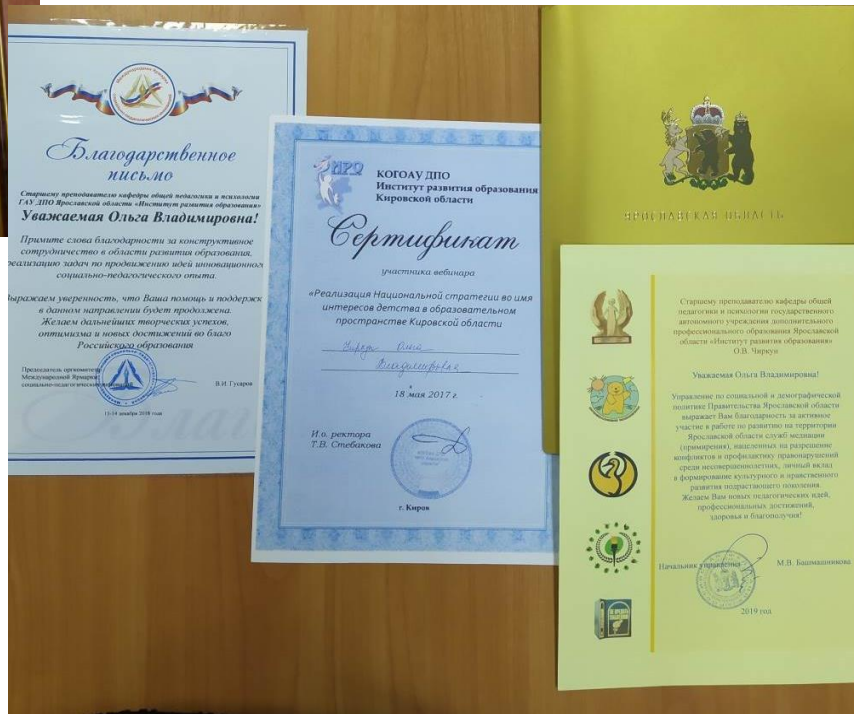 Благодарственное
письмо
Старшему преподавателю кафедры общей педагогики и психологии
ГАУ ДПО Ярославской области «Институт развития образования»
Уважаемая Ольга Владимировна!
Примите слова благодарности за конструктивное
сотрудничество в области развития образования,
реализацию задач по продвижению идей инновационного
социально-педагогического опыта.
Выражаем уверенность, что Ваша помощь и поддержк
в данном направлении будет продолжена.
Желаем дальнейших творческих успехов,
оптимизма и новых достижений во благо
Российского образования
Председатель оргкомитета
Международной Ярмарки
социально-педагогических
В.И. Гусаров
декабря 2018 года
ИРО
КОГОАУ ДПО
Институт развития образования
Кировской области
Сертификат
участника вебинара
«Реализация Национальной стратегии во имя
интересов детства в образовательном
пространстве Кировской области
Ольга
Владимировна
18 мая 2017 г.
И.о. ректора
Т.В. Стебакова
г. Киров
ЯРОСЛАВСКАЯ ОБЛАСТЬ
Старшему преподавателю кафедры общей
педагогики и психологии государственного
автономного учреждения дополнительного
профессионального образования Ярославской
области «Институт развития образования»
О.В. Чиркун
Уважаемая Ольга Владимировна!
Управление по социальной и демографической
политике Правительства Ярославской области
выражает Вам благодарность за активное
участие в работе по развитию на территории
Ярославской области служб медиации
(примирения), нацеленных на разрешение
конфликтов и профилактику правонарушений
среди несовершеннолетних, личный вклад
в формирование культурного и нравственного
развития подрастающего поколения.
Желаем Вам новых педагогических идей,
профессиональных достижений,
здоровья и благополучия!
Начальник управления
М.В. Башмашникова
2019 год